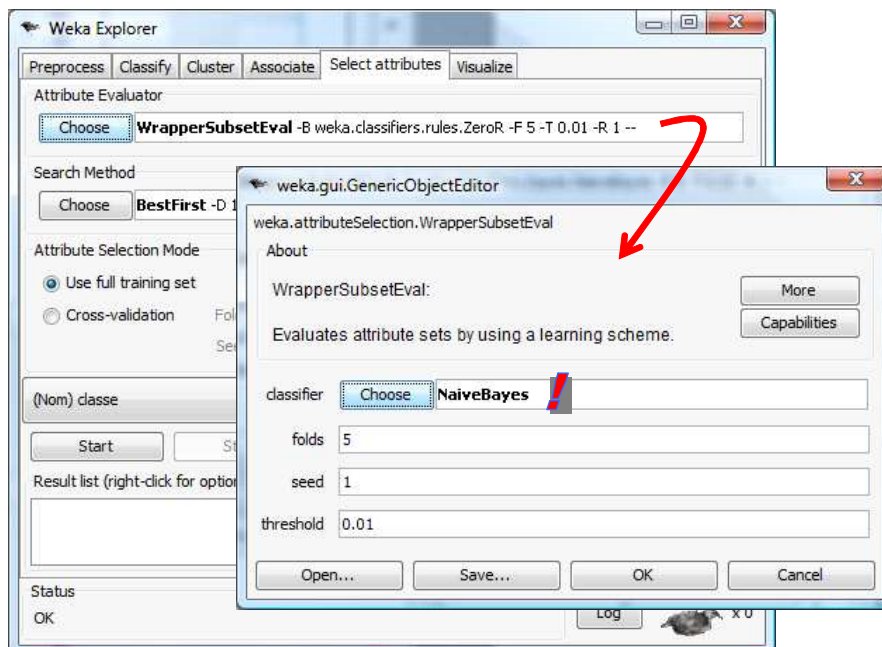 Weka Explorer
Preprocess Classify Cluster Associate Select attributes Visualize
Attribute Evaluator
Choose WrapperSubsetEval -B weka.classifiers.rules.ZeroR -F 5 -T 0.01 -R 1 --
Search Method
Choose BestFirst -D 1
Attribute Selection Mode
Use full training set
Cross-validation
(Nom) classe
Start
Result list (right-click for
Status
OK
Log x 0
weka.gui.GenericObjectEditor
weka.attributeSelection.WrapperSubsetEval
About
WrapperSubsetEval:
More
Evaluates attribute sets by using a learning scheme.
Capabilities
classifier Choose NaiveBayes !
folds 5
seed 1
threshold 0.01
Open... Save... OK Cancel